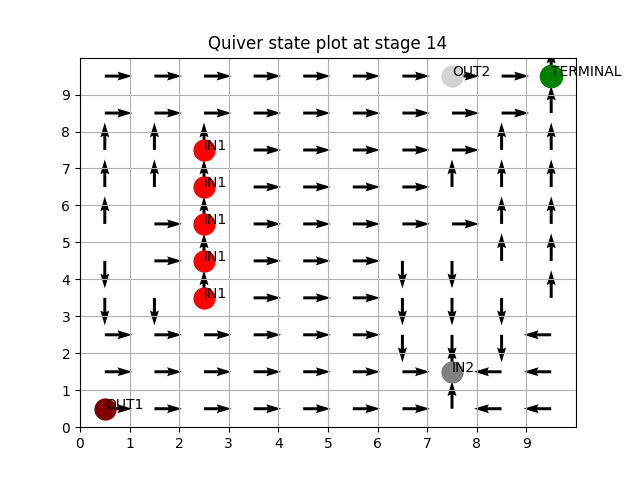 Quiver state plot at stage 14
OUT2
TERMINAL
9
8
IN1
7
IN1
6
IN1
5
IN1
4
IN1
3
2
IN2
1
OUT1
0
0 1 2 3 4 5 6 7 8 9